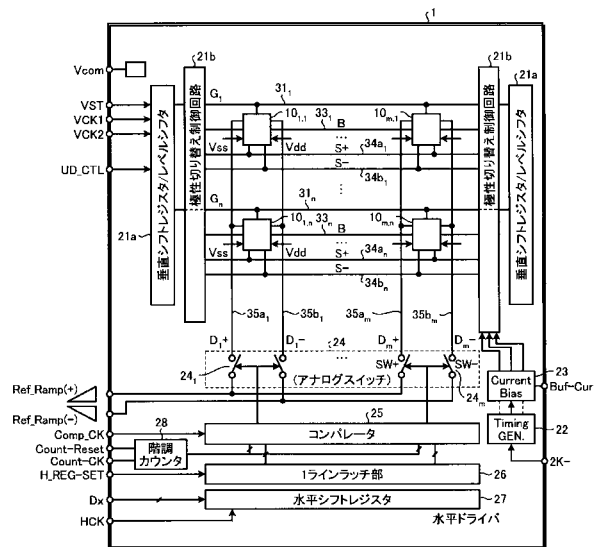 1
21b
21b
21a
Vcom
VST
VCK1
VCK2
UD_CTL
垂直シフトレジスタ/レベルシフタ
極性切り替え制御回路
極性切り替え制御回路
垂直シフトレジスタ/レベルシフタ
21a
G1
31₁
10₁,₁
33₁
B
10m,1
...
Vss
Vdd
S+
34a₁
S−
34b₁
Gn
31n
10₁,n
33n
B
10m,n
...
Vss
Vdd
S+
34an
S−
34bn
35a₁
35b₁
35am
35bm
D₁+
D₁−
24
...
Dm+
Dm−
SW+
SW−
24₁
(アナログスイッチ)
24m
Ref_Ramp(+)
Ref_Ramp(−)
23
Current Bias
Buf-Cur
Comp_CK
28
25
コンパレータ
Timing GEN.
22
Count-Reset
Count-CK
階調カウンタ
H_REG-SET
1ラインラッチ部
26
2K-
Dx
水平シフトレジスタ
27
HCK
水平ドライバ